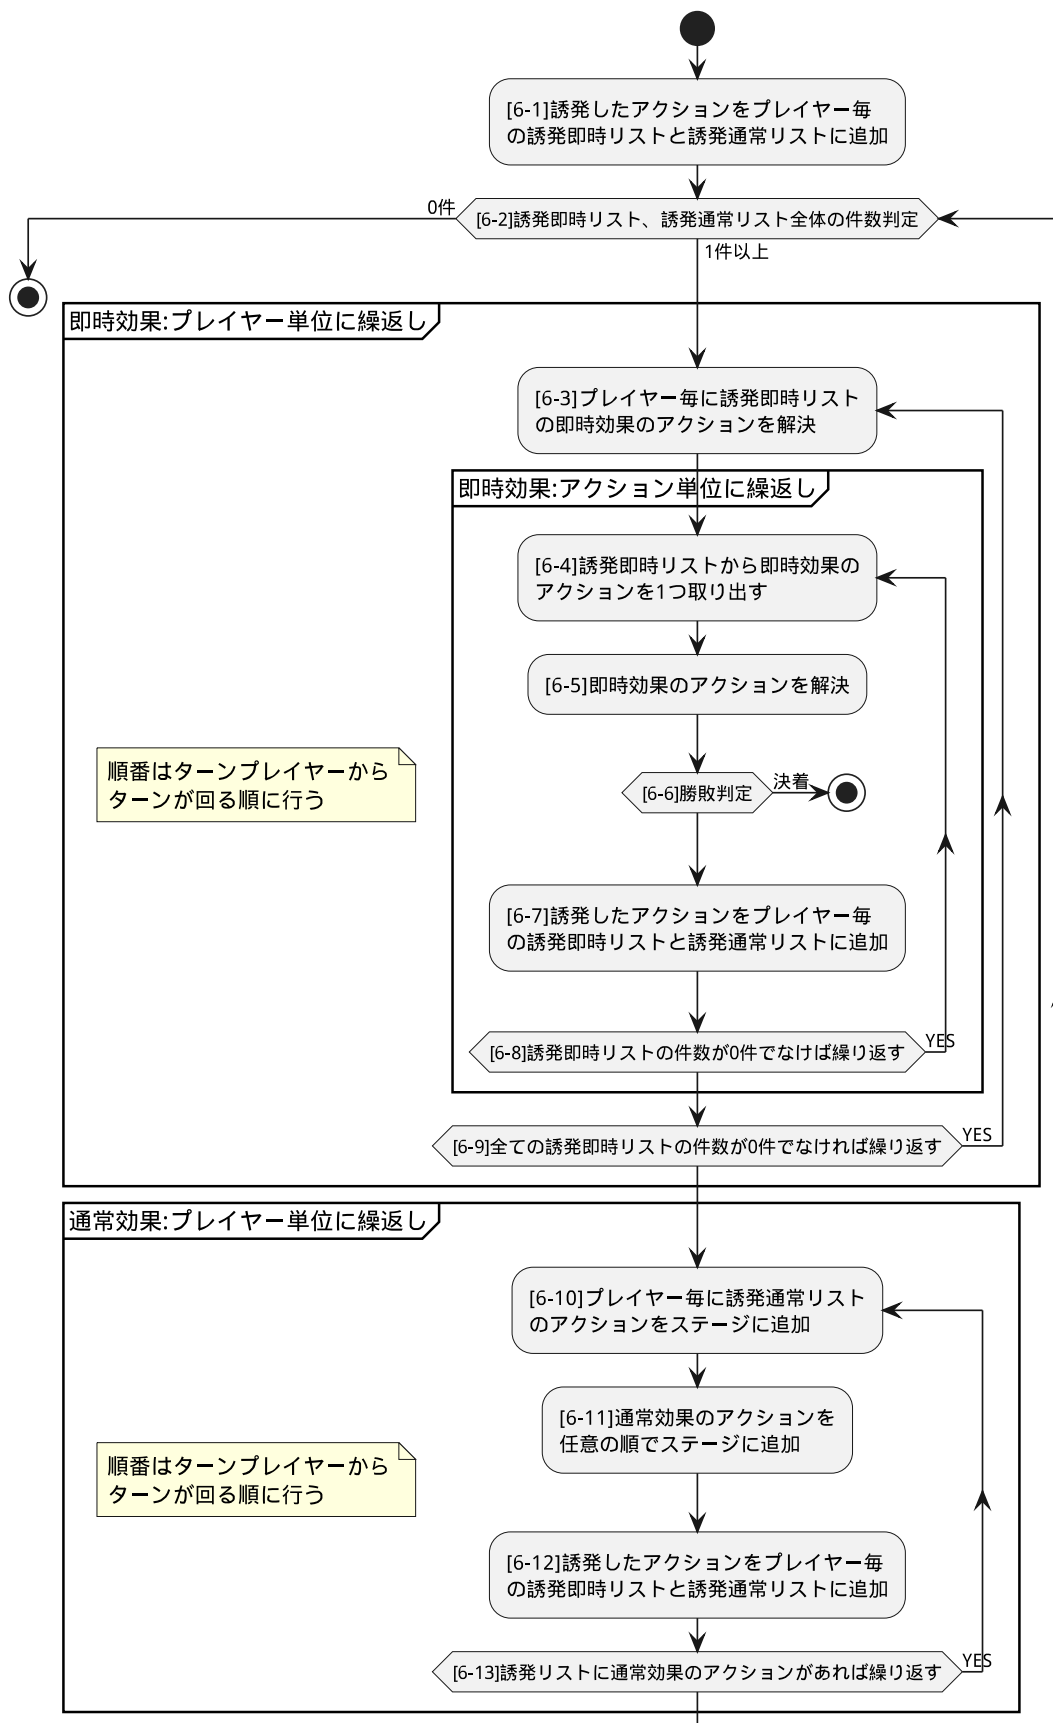 [6-1]誘発したアクションをプレイヤー毎
の誘発即時リストと誘発通常リストに追加
0件
[6-2]誘発即時リスト、誘発通常リスト全体の件数判定
1件以上
即時効果:プレイヤー単位に繰返し
[6-3]プレイヤー毎に誘発即時リスト
の即時効果のアクションを解決
即時効果:アクション単位に繰返し
[6-4]誘発即時リストから即時効果の
アクションを1つ取り出す
[6-5]即時効果のアクションを解決
順番はターンプレイヤーから
ターンが回る順に行う
[6-6]勝敗判定
決着
[6-7]誘発したアクションをプレイヤー毎
の誘発即時リストと誘発通常リストに追加
[6-8]誘発即時リストの件数が0件でなけば繰り返す
YES
[6-9]全ての誘発即時リストの件数が0件でなければ繰り返す
YES
通常効果:プレイヤー単位に繰返し
[6-10]プレイヤー毎に誘発通常リスト
のアクションをステージに追加
[6-11]通常効果のアクションを
任意の順でステージに追加
順番はターンプレイヤーから
ターンが回る順に行う
[6-12]誘発したアクションをプレイヤー毎
の誘発即時リストと誘発通常リストに追加
[6-13]誘発リストに通常効果のアクションがあれば繰り返す
YES